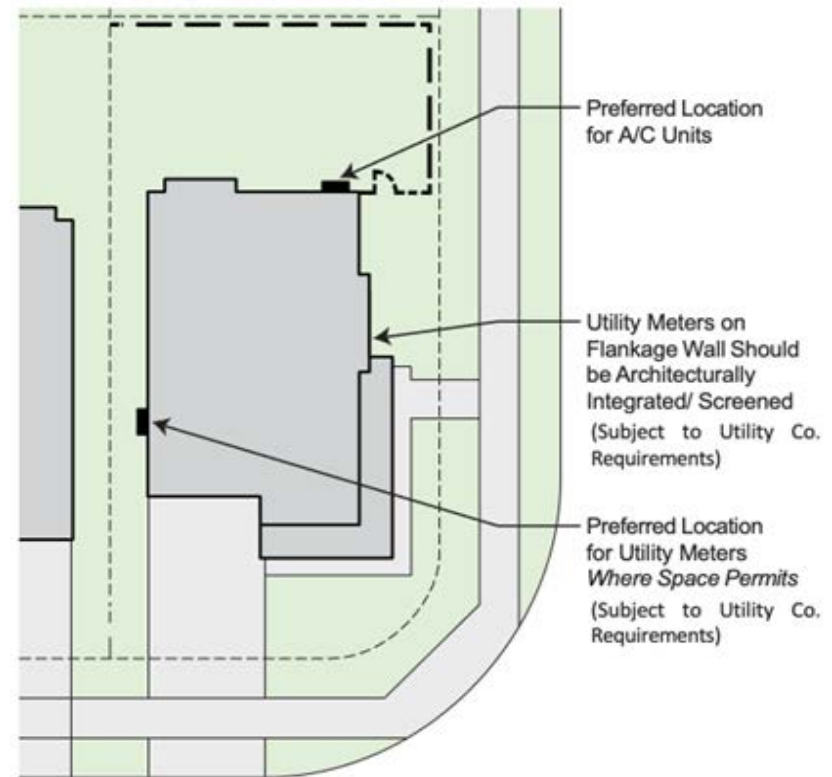 Preferred Location
for A/C Units
Utility Meters on
Flankage Wall Should
be Architecturally
Integrated/ Screened
(Subject to Utility Co.
Requirements)
Preferred Location
for Utility Meters
Where Space Permits
(Subject to Utility Co.
Requirements)